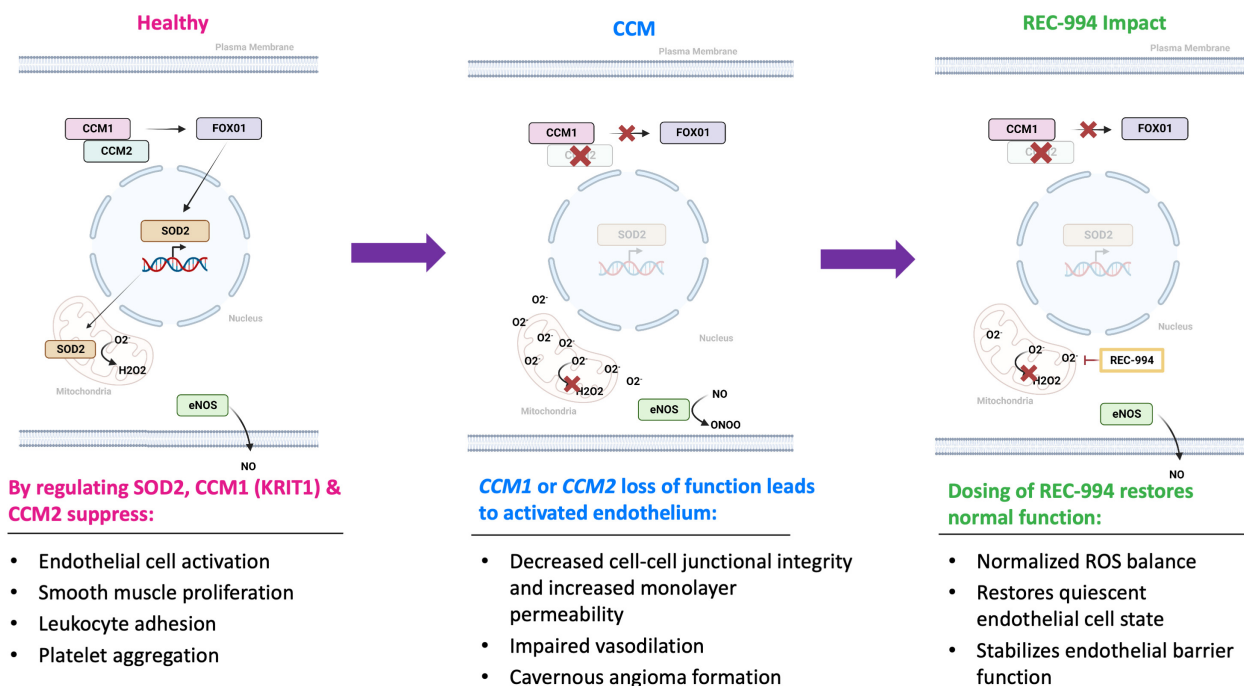 Healthy
Plasma Membrane
CCM1
FOX01
CCM2
SOD2
Nucleus
SOD2
O2-
H2O2
Mitochondria
eNOS
NO
By regulating SOD2, CCM1 (KRIT1) &
CCM2 suppress:
• Endothelial cell activation
• Smooth muscle proliferation
• Leukocyte adhesion
• Platelet aggregation
CCM
Plasma Membrane
CCM1
FOX01
CCM2
SOD2
Nucleus
O2-
O2-
O2-
O2-
O2-
O2-
O2-
O2-
H2O2
Mitochondria
eNOS
NO
ONOO
CCM1 or CCM2 loss of function leads
to activated endothelium:
• Decreased cell-cell junctional integrity
and increased monolayer
permeability
• Impaired vasodilation
• Cavernous angioma formation
REC-994 Impact
Plasma Membrane
CCM1
FOX01
CCM2
SOD2
Nucleus
O2-
O2-
O2-
REC-994
H2O2
Mitochondria
eNOS
NO
Dosing of REC-994 restores
normal function:
• Normalized ROS balance
• Restores quiescent
endothelial cell state
• Stabilizes endothelial barrier
function